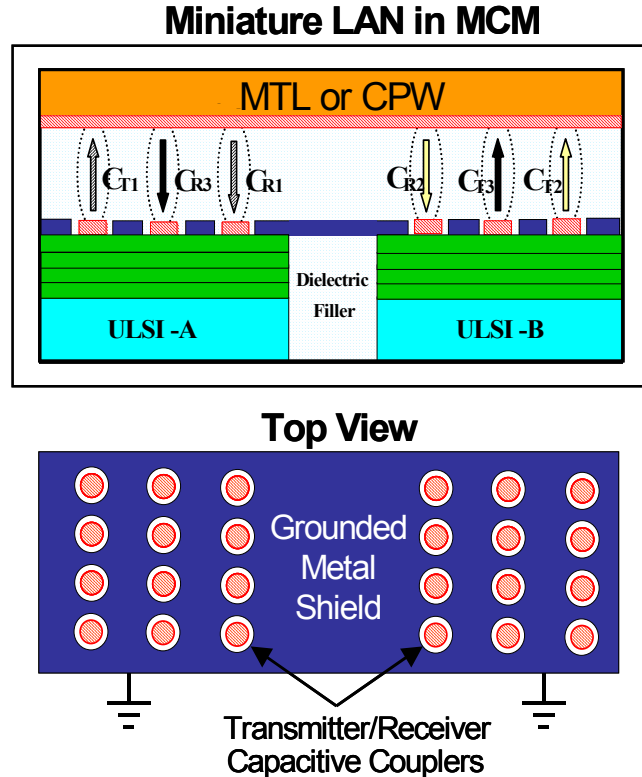 Miniature LAN in MCM
MTL or CPW
CT1 CR3 CR1 CR2 CT3 CT2
Dielectric
Filler
ULSI -A ULSI -B
Top View
Grounded
Metal
Shield
Transmitter/Receiver
Capacitive Couplers